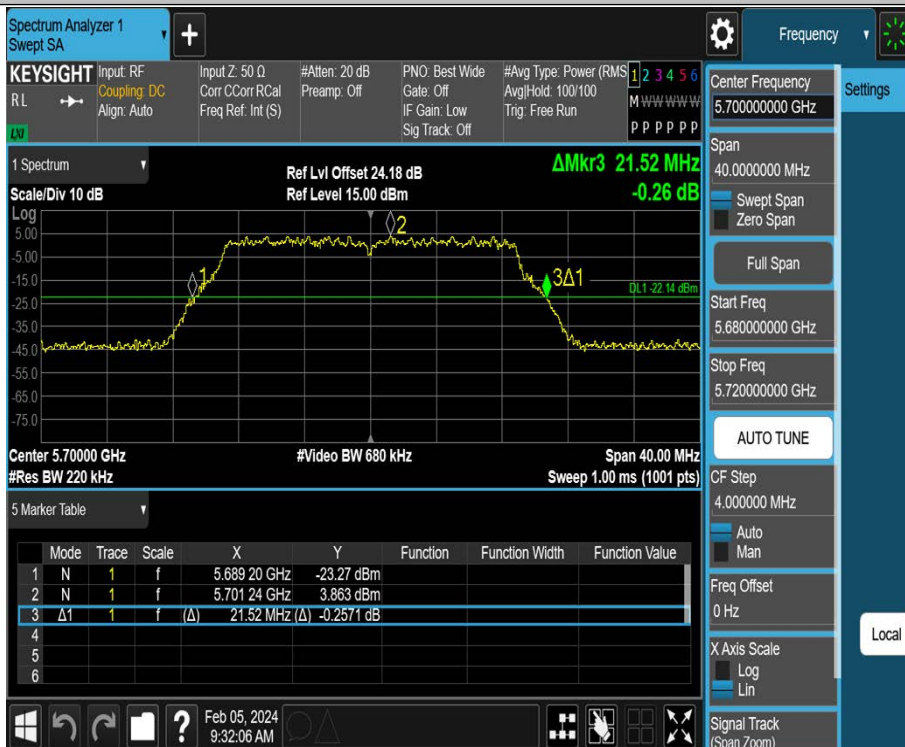 Spectrum Analyzer 1
Swept SA
+
Frequency
KEYSIGHT
RL
LXI
Input: RF
Coupling: DC
Align: Auto
Input Z: 50 Ω
Corr CCorr RCal
Freq Ref: Int (S)
#Atten: 20 dB
Preamp: Off
PNO: Best Wide
Gate: Off
IF Gain: Low
Sig Track: Off
#Avg Type: Power (RMS
Avg|Hold: 100/100
Trig: Free Run
1 2 3 4 5 6
M W W W W W
P P P P P P
1 Spectrum
Scale/Div 10 dB
Ref Lvl Offset 24.18 dB
Ref Level 15.00 dBm
ΔMkr3 21.52 MHz
-0.26 dB
Log
5.00
-5.00
-15.0
-25.0
-35.0
-45.0
-55.0
-65.0
-75.0
1
2
3Δ1
DL1 -22.14 dBm
Center 5.70000 GHz
#Res BW 220 kHz
#Video BW 680 kHz
Span 40.00 MHz
Sweep 1.00 ms (1001 pts)
5 Marker Table
Mode Trace Scale X Y Function Function Width Function Value
1 N 1 f 5.689 20 GHz -23.27 dBm
2 N 1 f 5.701 24 GHz 3.863 dBm
3 Δ1 1 f (Δ) 21.52 MHz (Δ) -0.2571 dB
4
5
6
?
Feb 05, 2024
9:32:06 AM
Center Frequency
5.700000000 GHz
Span
40.0000000 MHz
Swept Span
Zero Span
Full Span
Start Freq
5.680000000 GHz
Stop Freq
5.720000000 GHz
AUTO TUNE
CF Step
4.000000 MHz
Auto
Man
Freq Offset
0 Hz
X Axis Scale
Log
Lin
Signal Track
(Span Zoom)
Settings
Local